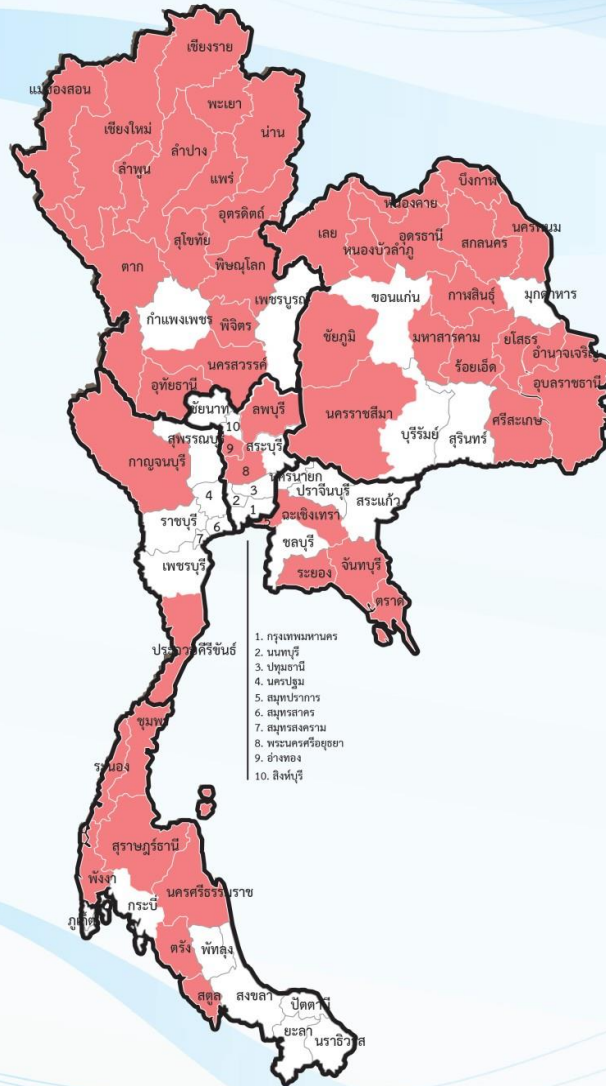 เชียงราย
แม่ฮ่องสอน
พะเยา
เชียงใหม่
น่าน
ลำปาง
ลำพูน
แพร่
อุตรดิตถ์
สุโขทัย
ตาก
พิษณุโลก
เพชรบูรณ์
กำแพงเพชร
พิจิตร
นครสวรรค์
อุทัยธานี
บึงกาฬ
หนองคาย
เลย
อุดรธานี
นครพนม
หนองบัวลำภู
สกลนคร
ขอนแก่น
กาฬสินธุ์
มุกดาหาร
ชัยภูมิ
มหาสารคาม
ยโสธร
อำนาจเจริญ
ร้อยเอ็ด
อุบลราชธานี
นครราชสีมา
บุรีรัมย์
สุรินทร์
ศรีสะเกษ
ชัยนาท
ลพบุรี
10
สุพรรณบุรี
9
สระบุรี
กาญจนบุรี
8
นครนายก
ปราจีนบุรี
สระแก้ว
4
3
2
1
5
ฉะเชิงเทรา
ราชบุรี
6
7
ชลบุรี
เพชรบุรี
ระยอง
จันทบุรี
ตราด
ประจวบคีรีขันธ์
1. กรุงเทพมหานคร
2. นนทบุรี
3. ปทุมธานี
4. นครปฐม
5. สมุทปราการ
6. สมุทรสาคร
7. สมุทรสงคราม
8. พระนครศรีอยุธยา
9. อ่างทอง
10. สิงห์บุรี
ชุมพร
ระนอง
สุราษฎร์ธานี
พังงา
นครศรีธรรมราช
กระบี่
ภูเก็ต
ตรัง
พัทลุง
สตูล
สงขลา
ปัตตานี
ยะลา
นราธิวาส